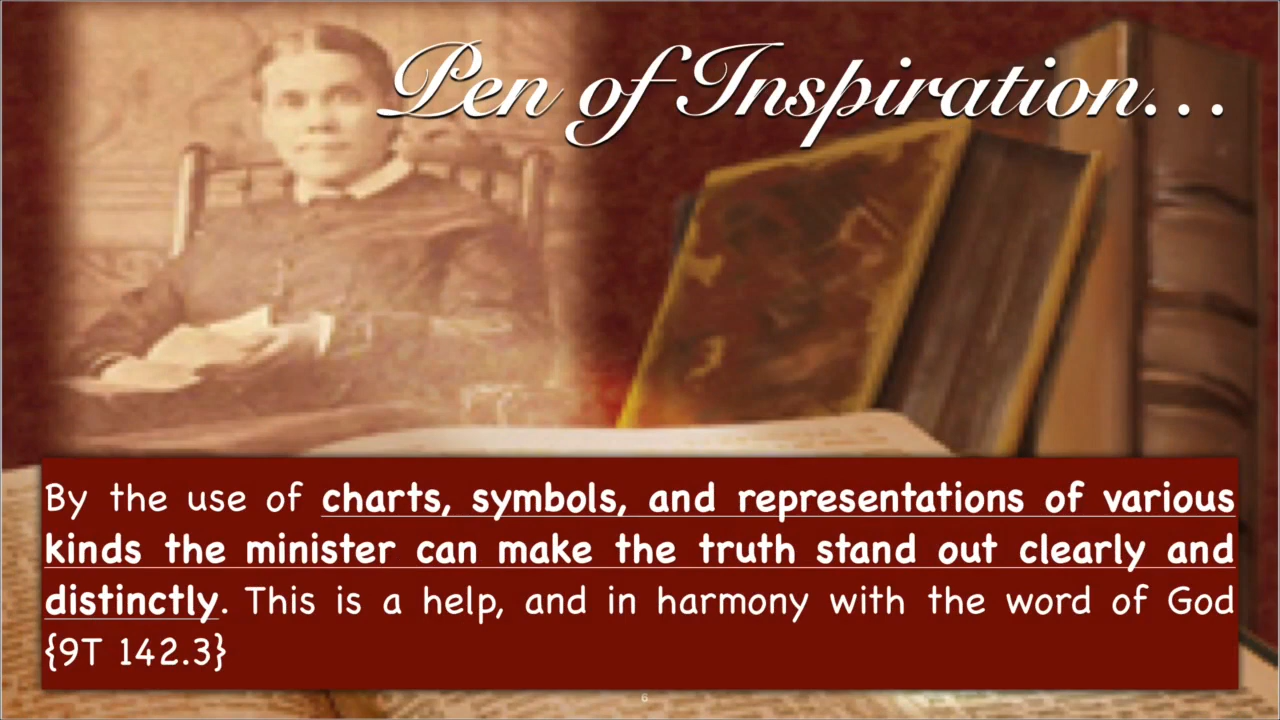 Pen of Inspiration...
By the use of charts, symbols, and representations of various
kinds the minister can make the truth stand out clearly and
distinctly. This is a help, and in harmony with the word of God
{9T 142.3}
6